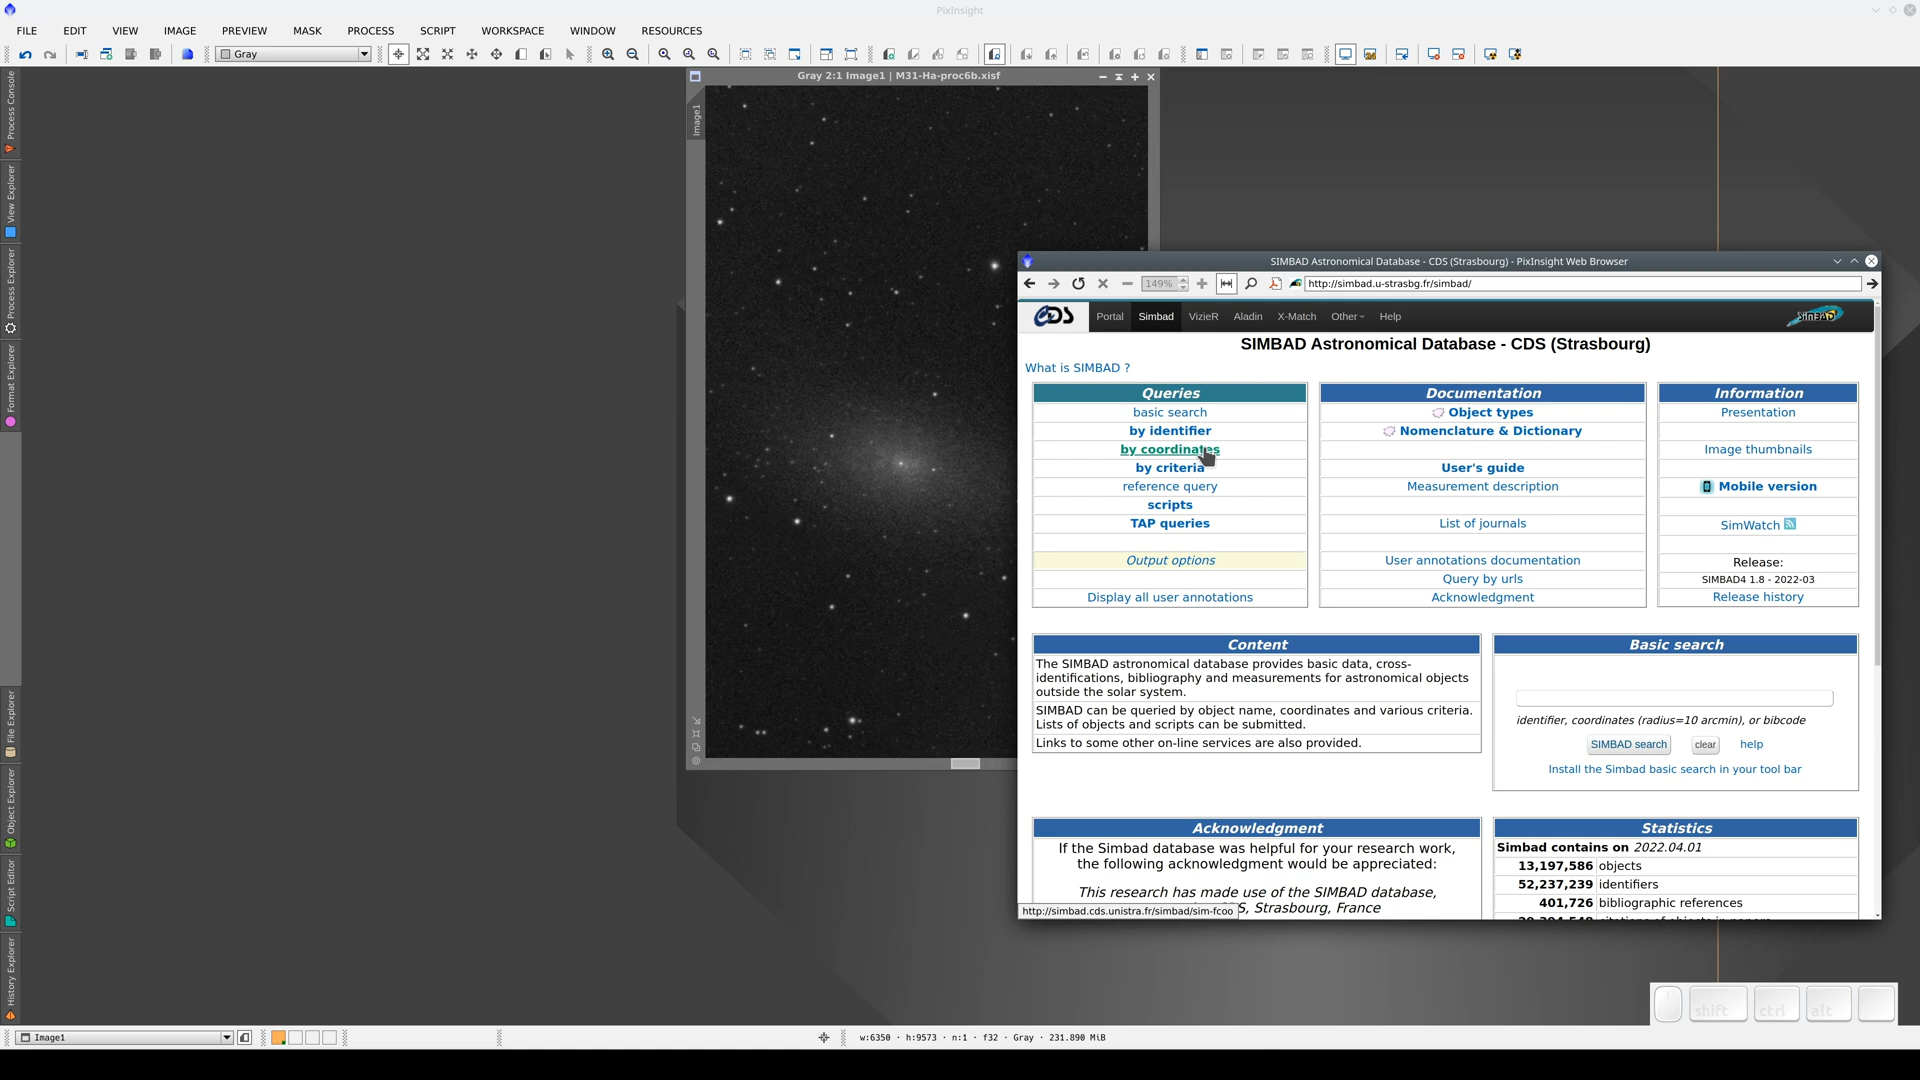 PixInsight
FILE EDIT VIEW IMAGE PREVIEW MASK PROCESS SCRIPT WORKSPACE WINDOW RESOURCES
Gray
Process Console
View Explorer
Process Explorer
Format Explorer
File Explorer
Object Explorer
Script Editor
History Explorer
Gray 2:1 Image1 | M31-Ha-proc6b.xisf
Image1
SIMBAD Astronomical Database - CDS (Strasbourg) - PixInsight Web Browser
149%
http://simbad.u-strasbg.fr/simbad/
CDS Portal Simbad VizieR Aladin X-Match Other Help SIMBAD
SIMBAD Astronomical Database - CDS (Strasbourg)
What is SIMBAD ?
Queries
basic search
by identifier
by coordinates
by criteria
reference query
scripts
TAP queries
Output options
Display all user annotations
Documentation
Object types
Nomenclature & Dictionary
User's guide
Measurement description
List of journals
User annotations documentation
Query by urls
Acknowledgment
Information
Presentation
Image thumbnails
Mobile version
SimWatch
Release:
SIMBAD4 1.8 - 2022-03
Release history
Content
The SIMBAD astronomical database provides basic data, cross-
identifications, bibliography and measurements for astronomical objects
outside the solar system.
SIMBAD can be queried by object name, coordinates and various criteria.
Lists of objects and scripts can be submitted.
Links to some other on-line services are also provided.
Basic search
identifier, coordinates (radius=10 arcmin), or bibcode
SIMBAD search clear help
Install the Simbad basic search in your tool bar
Acknowledgment
If the Simbad database was helpful for your research work,
the following acknowledgment would be appreciated:
This research has made use of the SIMBAD database,
S, Strasbourg, France
http://simbad.cds.unistra.fr/simbad/sim-fcoo
Statistics
Simbad contains on 2022.04.01
13,197,586 objects
52,237,239 identifiers
401,726 bibliographic references
shift ctrl alt
Image1
w:6350 · h:9573 · n:1 · f32 · Gray · 231.890 MiB